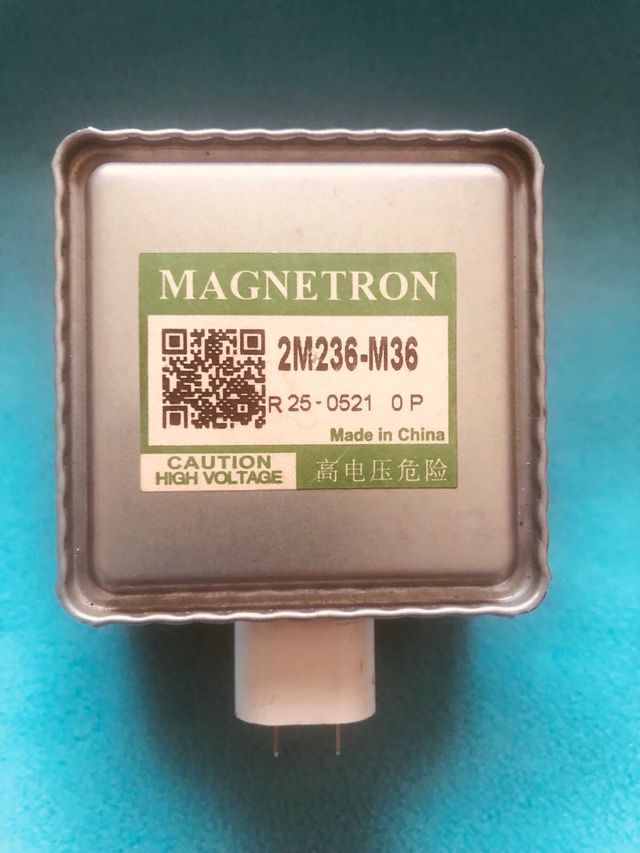 MAGNETRON
2M236-M36
R 25-0521 0 P
Made in China
CAUTION
HIGH VOLTAGE
高电压危险